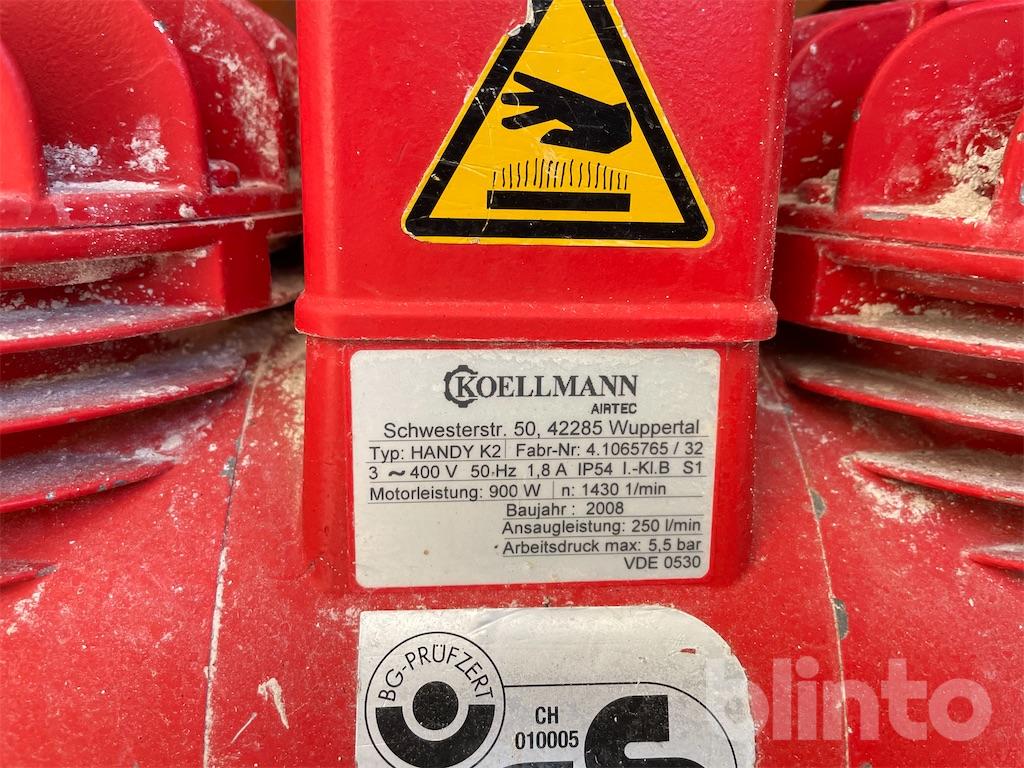 KOELLMANN
AIRTEC
Schwesterstr. 50, 42285 Wuppertal
Typ: HANDY K2 Fabr-Nr: 4.1065765 / 32
3 ~ 400 V 50 Hz 1,8 A IP54 I.-Kl.B S1
Motorleistung: 900 W n: 1430 1/min
Baujahr : 2008
Ansaugleistung: 250 l/min
Arbeitsdruck max: 5,5 bar
VDE 0530
BG-PRÜFZERT
CH
010005
blinto